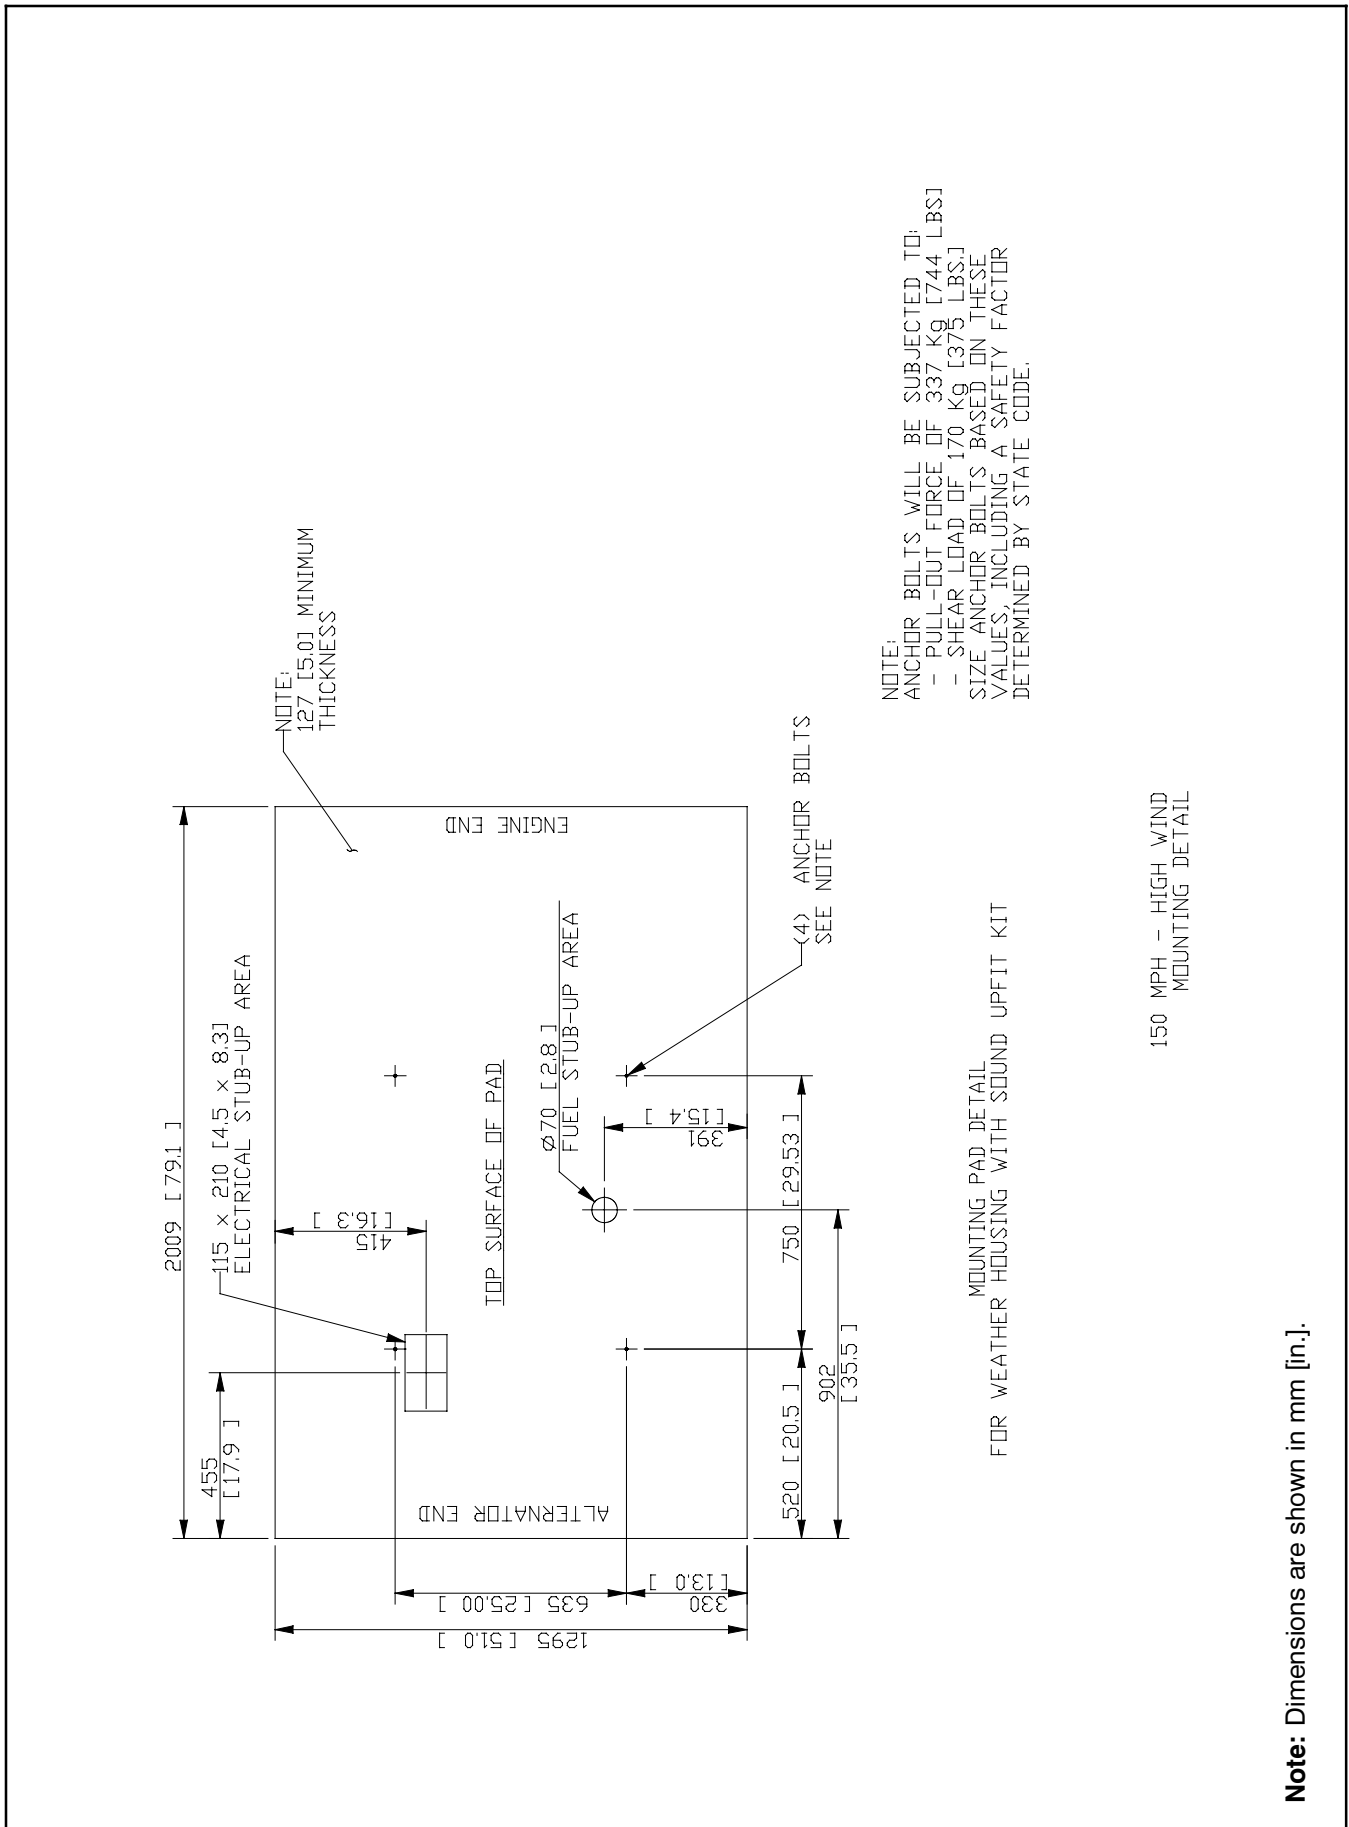 2009 [79.1 ]
455
[17.9 ]
115 x 210 [4.5 x 8.3]
ELECTRICAL STUB-UP AREA
NOTE:
127 [5.0] MINIMUM
THICKNESS
415
[16.3 ]
1295 [51.0 ]
635 [25.00 ]
330
[13.0 ]
ALTERNATOR END
TOP SURFACE OF PAD
ENGINE END
Ø70 [2.8 ]
FUEL STUB-UP AREA
391
[15.4 ]
520 [20.5 ]
750 [29.53 ]
902
[35.5 ]
(4) ANCHOR BOLTS
SEE NOTE
NOTE:
ANCHOR BOLTS WILL BE SUBJECTED TO:
- PULL-OUT FORCE OF 337 Kg [744 LBS]
- SHEAR LOAD OF 170 Kg [375 LBS.]
SIZE ANCHOR BOLTS BASED ON THESE
VALUES, INCLUDING A SAFETY FACTOR
DETERMINED BY STATE CODE.
MOUNTING PAD DETAIL
FOR WEATHER HOUSING WITH SOUND UPFIT KIT
150 MPH - HIGH WIND
MOUNTING DETAIL
Note: Dimensions are shown in mm [in.].